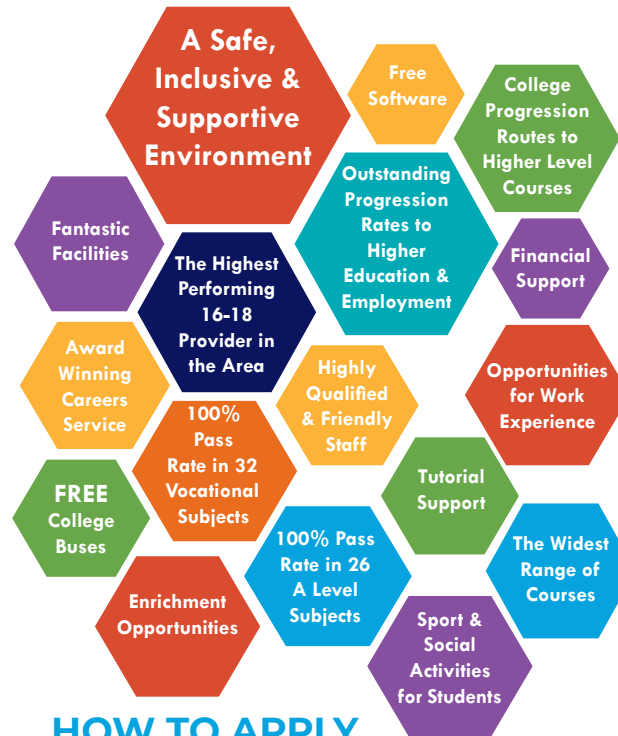 A Safe,
Inclusive &
Supportive
Environment
Free
Software
College
Progression
Routes to
Higher Level
Courses
Outstanding
Progression
Rates to
Higher
Education &
Employment
Fantastic
Facilities
The Highest
Performing
16-18
Provider in
the Area
Financial
Support
Award
Winning
Careers
Service
Highly
Qualified
& Friendly
Staff
Opportunities
for Work
Experience
100%
Pass
Rate in 32
Vocational
Subjects
FREE
College
Buses
Tutorial
Support
100% Pass
Rate in 26
A Level
Subjects
The Widest
Range of
Courses
Enrichment
Opportunities
Sport &
Social
Activities
for Students
HOW TO APPLY